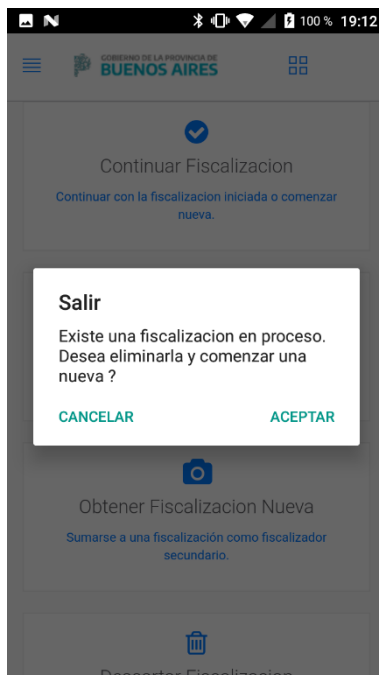 100 % 19:12
GOBIERNO DE LA PROVINCIA DE
BUENOS AIRES
Continuar Fiscalizacion
Continuar con la fiscalizacion iniciada o comenzar
nueva.
Salir
Existe una fiscalizacion en proceso.
Desea eliminarla y comenzar una
nueva ?
CANCELAR
ACEPTAR
Obtener Fiscalizacion Nueva
Sumarse a una fiscalización como fiscalizador
secundario.
Descartar Fiscalizacion